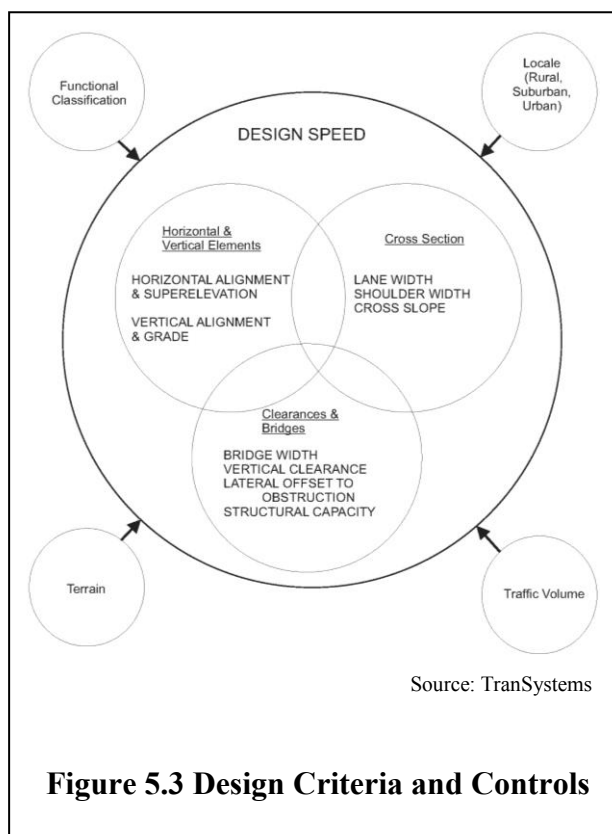 Functional
Classification
Locale
(Rural,
Suburban,
Urban)
DESIGN SPEED
Horizontal &
Vertical Elements
HORIZONTAL ALIGNMENT
& SUPERELEVATION
VERTICAL ALIGNMENT
& GRADE
Cross Section
LANE WIDTH
SHOULDER WIDTH
CROSS SLOPE
Clearances &
Bridges
BRIDGE WIDTH
VERTICAL CLEARANCE
LATERAL OFFSET TO
OBSTRUCTION
STRUCTURAL CAPACITY
Terrain
Traffic Volume
Source: TranSystems
Figure 5.3 Design Criteria and Controls